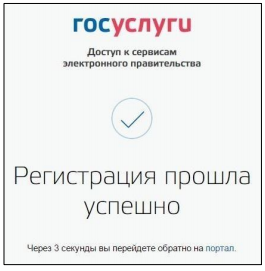 госуслуги
Доступ к сервисам
электронного правительства
Регистрация прошла
успешно
Через 3 секунды вы перейдете обратно на портал.